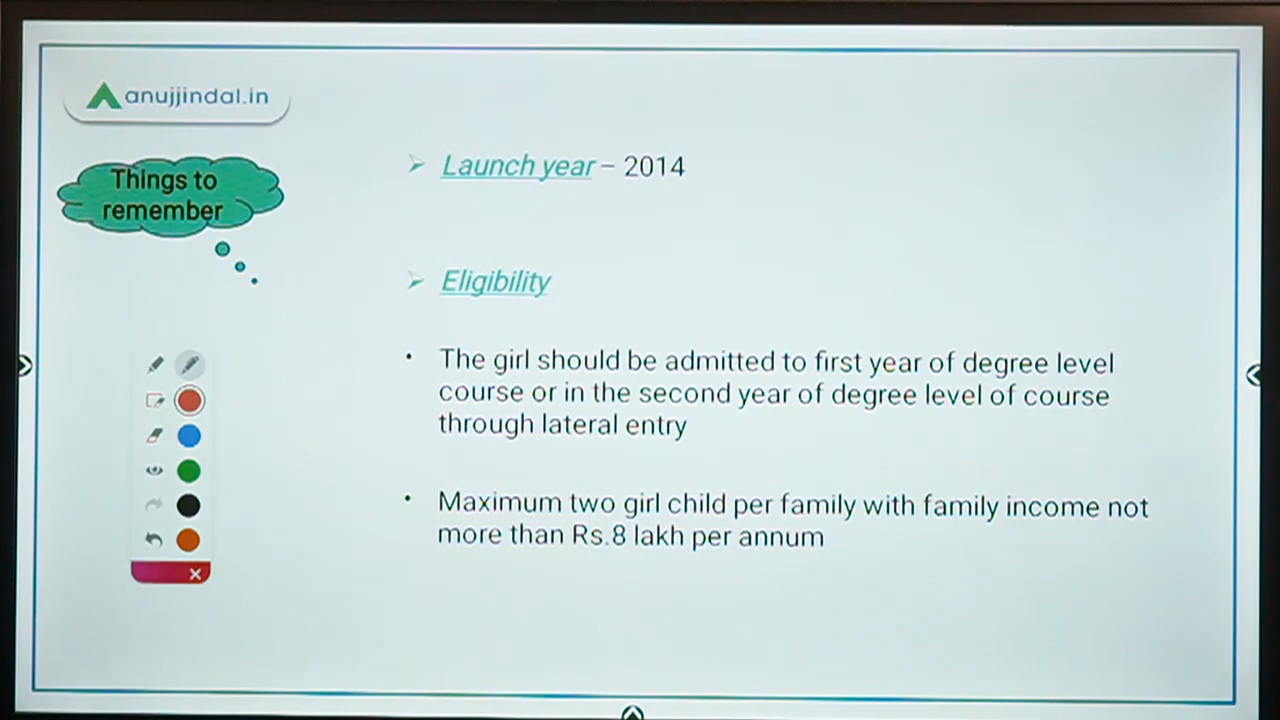 anujjindal.in
Things to
remember
➢ Launch year – 2014
➢ Eligibility
• The girl should be admitted to first year of degree level
course or in the second year of degree level of course
through lateral entry
• Maximum two girl child per family with family income not
more than Rs.8 lakh per annum